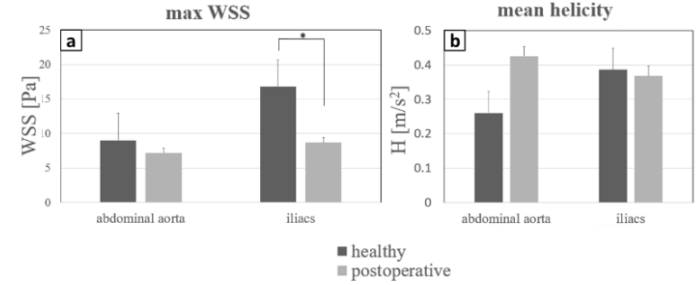 max WSS
a
25
20
15
10
5
0
WSS [Pa]
*
abdominal aorta
iliacs
mean helicity
b
0.5
0.4
0.3
0.2
0.1
0
H [m/s²]
abdominal aorta
iliacs
healthy
postoperative